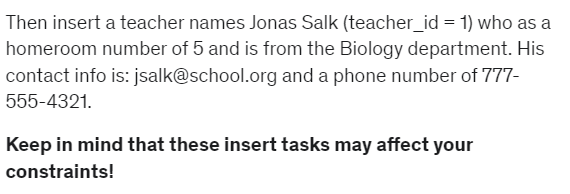 Then insert a teacher names Jonas Salk (teacher_id = 1) who as a
homeroom number of 5 and is from the Biology department. His
contact info is: jsalk@school.org and a phone number of 777-
555-4321.
Keep in mind that these insert tasks may affect your
constraints!